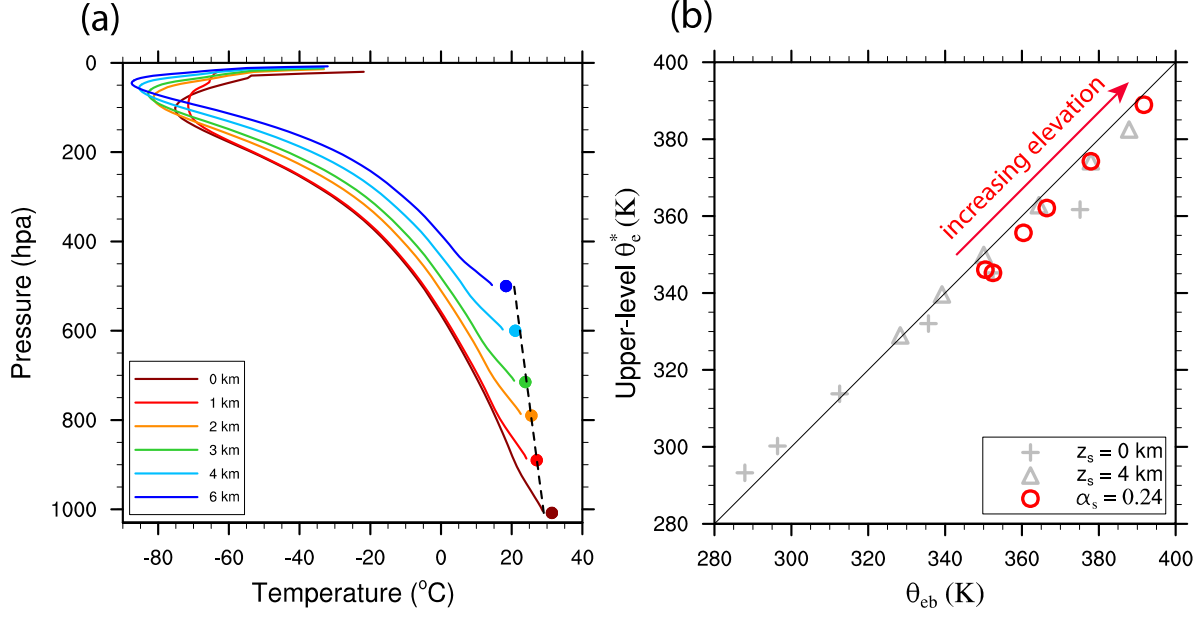 (a)
0
200
400
600
800
1000
Pressure (hpa)
-80
-60
-40
-20
0
20
40
Temperature (°C)
0 km
1 km
2 km
3 km
4 km
6 km
(b)
400
380
360
340
320
300
280
Upper-level θ*e (K)
280
300
320
340
360
380
400
θeb (K)
increasing elevation
zs = 0 km
zs = 4 km
αs = 0.24